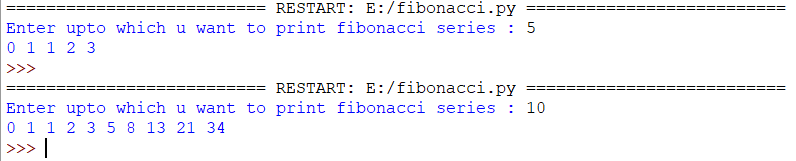 ========================== RESTART: E:/fibonacci.py ==========================
Enter upto which u want to print fibonacci series : 5
0 1 1 2 3
>>>
========================== RESTART: E:/fibonacci.py ==========================
Enter upto which u want to print fibonacci series : 10
0 1 1 2 3 5 8 13 21 34
>>>